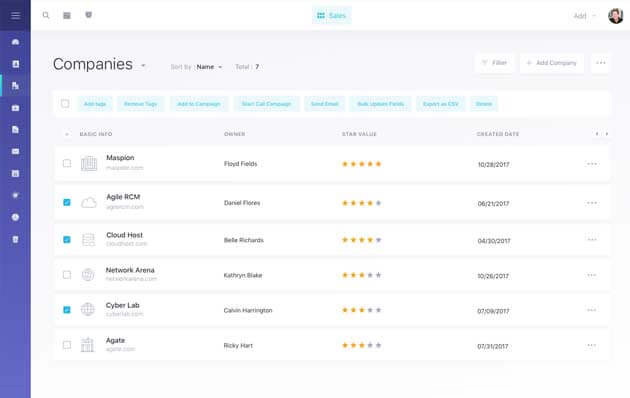 Sales
Add
Companies
Sort by : Name
Total : 7
Filter
+ Add Company
Add tags
Remove Tags
Add to Campaign
Start Call Campaign
Send Email
Bulk Update Fields
Export as CSV
Delete
BASIC INFO
OWNER
STAR VALUE
CREATED DATE
Maspion
maspion.com
Floyd Fields
10/28/2017
Agile RCM
agilercm.com
Daniel Flores
06/21/2017
Cloud Host
cloudhost.com
Belle Richards
04/30/2017
Network Arena
networkarena.com
Kathryn Blake
10/26/2017
Cyber Lab
cyberlab.com
Calvin Harrington
07/09/2017
Agate
agate.com
Ricky Hart
07/31/2017